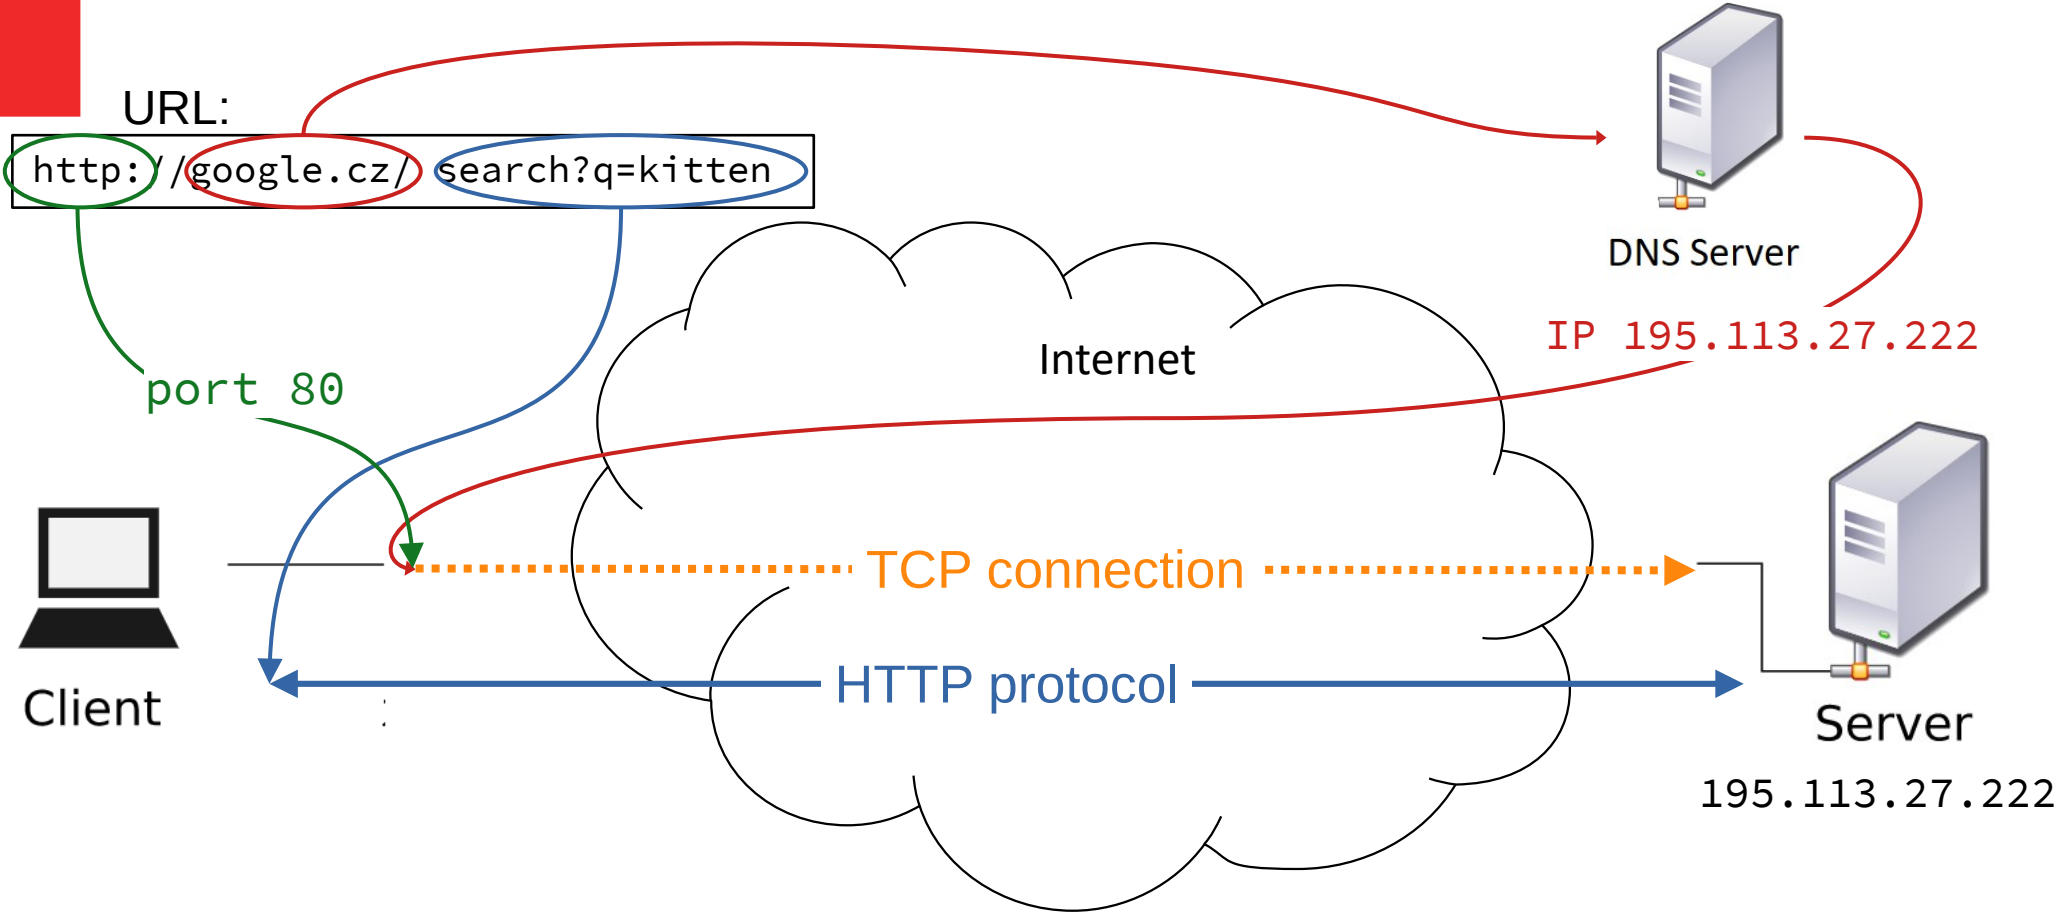 URL:
http://google.cz/ search?q=kitten
DNS Server
IP 195.113.27.222
Internet
port 80
TCP connection
HTTP protocol
Client
Server
195.113.27.222